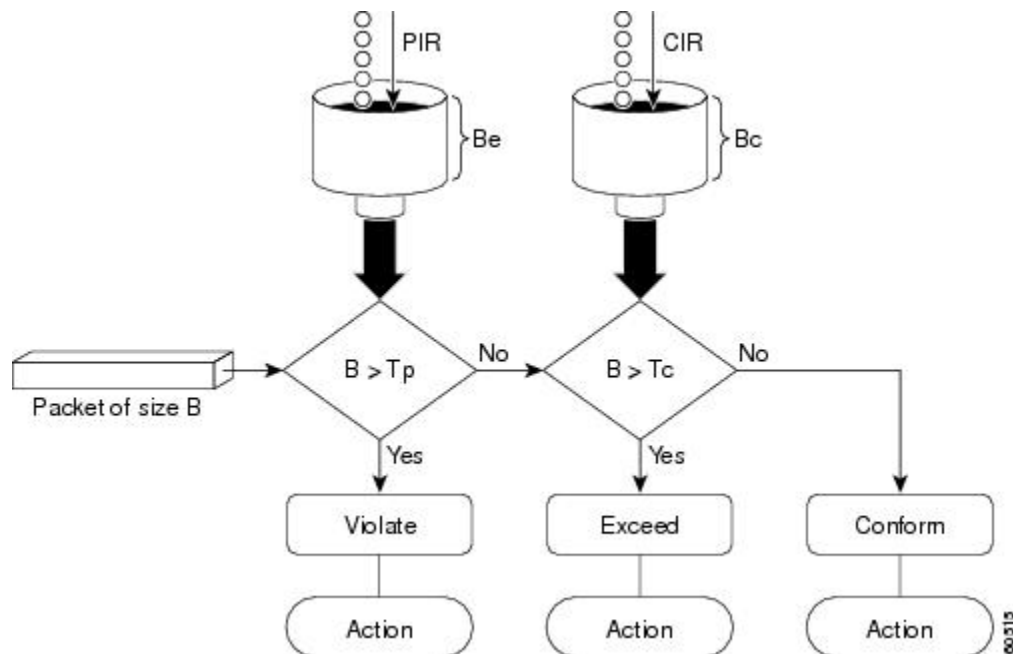 PIR
CIR
Be
Bc
B > Tp
No
B > Tc
No
Packet of size B
Yes
Yes
Violate
Exceed
Conform
Action
Action
Action
60515